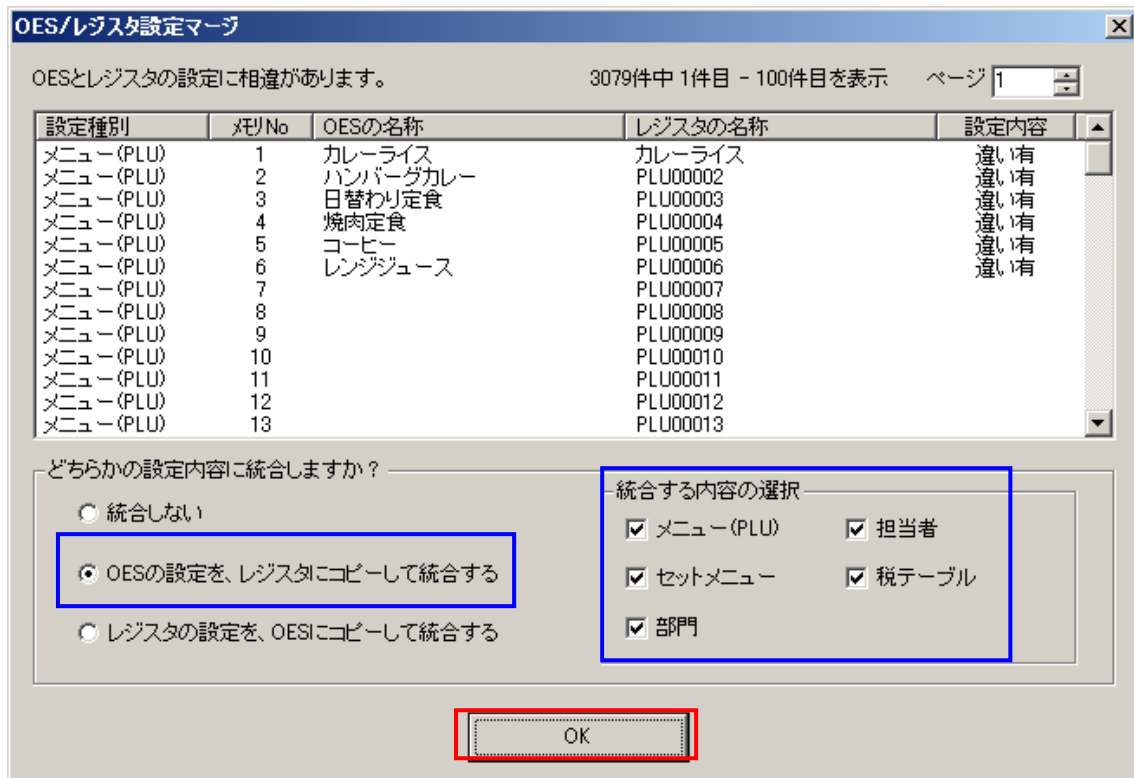 OES/レジスタ設定マージ
OESとレジスタの設定に相違があります。 3079件中 1件目 - 100件目を表示 ページ 1
設定種別 メモリNo OESの名称 レジスタの名称 設定内容
メニュー(PLU) 1 カレーライス カレーライス 違い有
メニュー(PLU) 2 ハンバーグカレー PLU00002 違い有
メニュー(PLU) 3 日替わり定食 PLU00003 違い有
メニュー(PLU) 4 焼肉定食 PLU00004 違い有
メニュー(PLU) 5 コーヒー PLU00005 違い有
メニュー(PLU) 6 レンジジュース PLU00006 違い有
メニュー(PLU) 7 PLU00007
メニュー(PLU) 8 PLU00008
メニュー(PLU) 9 PLU00009
メニュー(PLU) 10 PLU00010
メニュー(PLU) 11 PLU00011
メニュー(PLU) 12 PLU00012
メニュー(PLU) 13 PLU00013
どちらかの設定内容に統合しますか?
統合しない
OESの設定を、レジスタにコピーして統合する
レジスタの設定を、OESにコピーして統合する
統合する内容の選択
メニュー(PLU) 担当者
セットメニュー 税テーブル
部門
OK